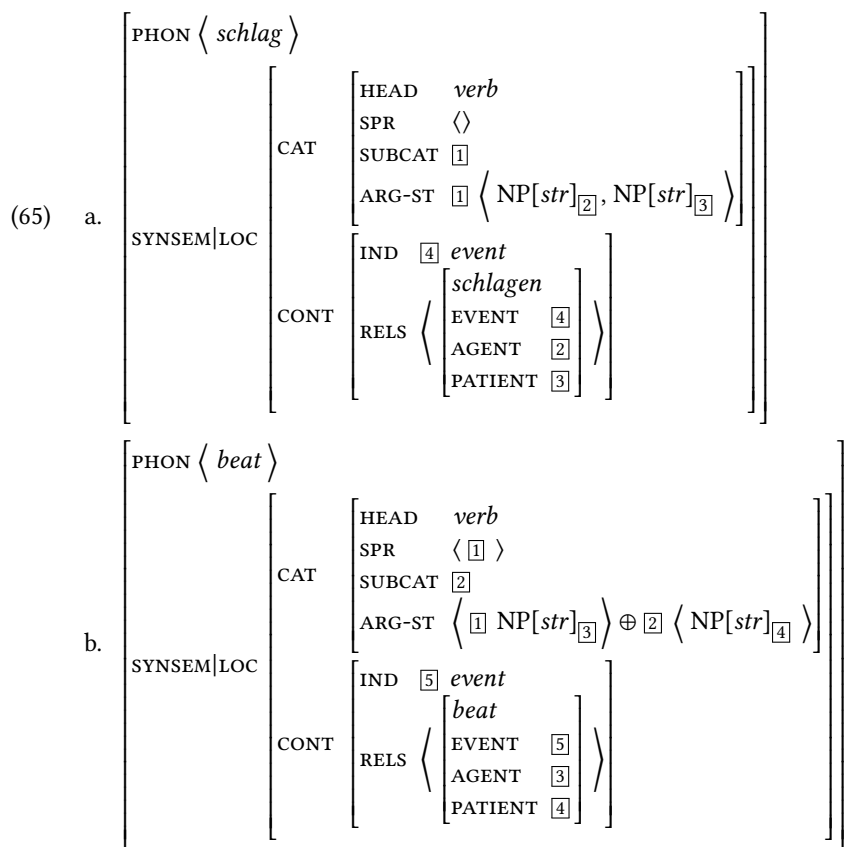 (65) a.
PHON ⟨ schlag ⟩
SYNSEM|LOC
CAT
HEAD verb
SPR ⟨⟩
SUBCAT 1
ARG-ST 1 ⟨ NP[str]2, NP[str]3 ⟩
CONT
IND 4 event
RELS ⟨
schlagen
EVENT 4
AGENT 2
PATIENT 3
⟩
b.
PHON ⟨ beat ⟩
SYNSEM|LOC
CAT
HEAD verb
SPR ⟨ 1 ⟩
SUBCAT 2
ARG-ST ⟨ 1 NP[str]3 ⟩ ⊕ 2 ⟨ NP[str]4 ⟩
CONT
IND 5 event
RELS ⟨
beat
EVENT 5
AGENT 3
PATIENT 4
⟩